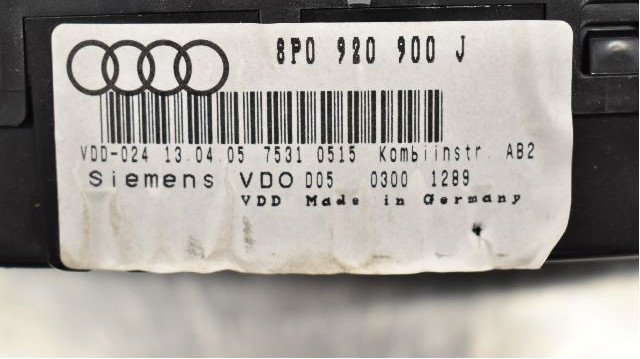 8P0 920 900 J
VDD-024 13.04.05 7531 0515 Kombiinstr. AB2
Siemens VDO D05 0300 1289
VDD Made in Germany